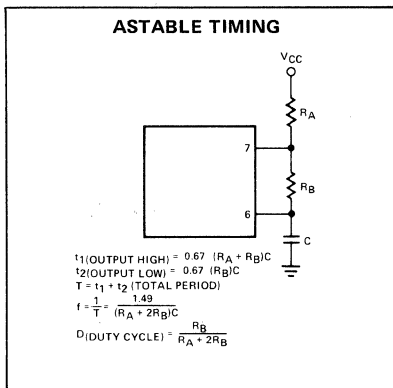 ASTABLE TIMING
VCC
RA
7
RB
6
C
t1(OUTPUT HIGH) = 0.67 (RA + RB)C
t2(OUTPUT LOW) = 0.67 (RB)C
T = t1 + t2 (TOTAL PERIOD)
f = 1/T = 1.49/(RA + 2RB)C
D(DUTY CYCLE) = RB/RA + 2RB